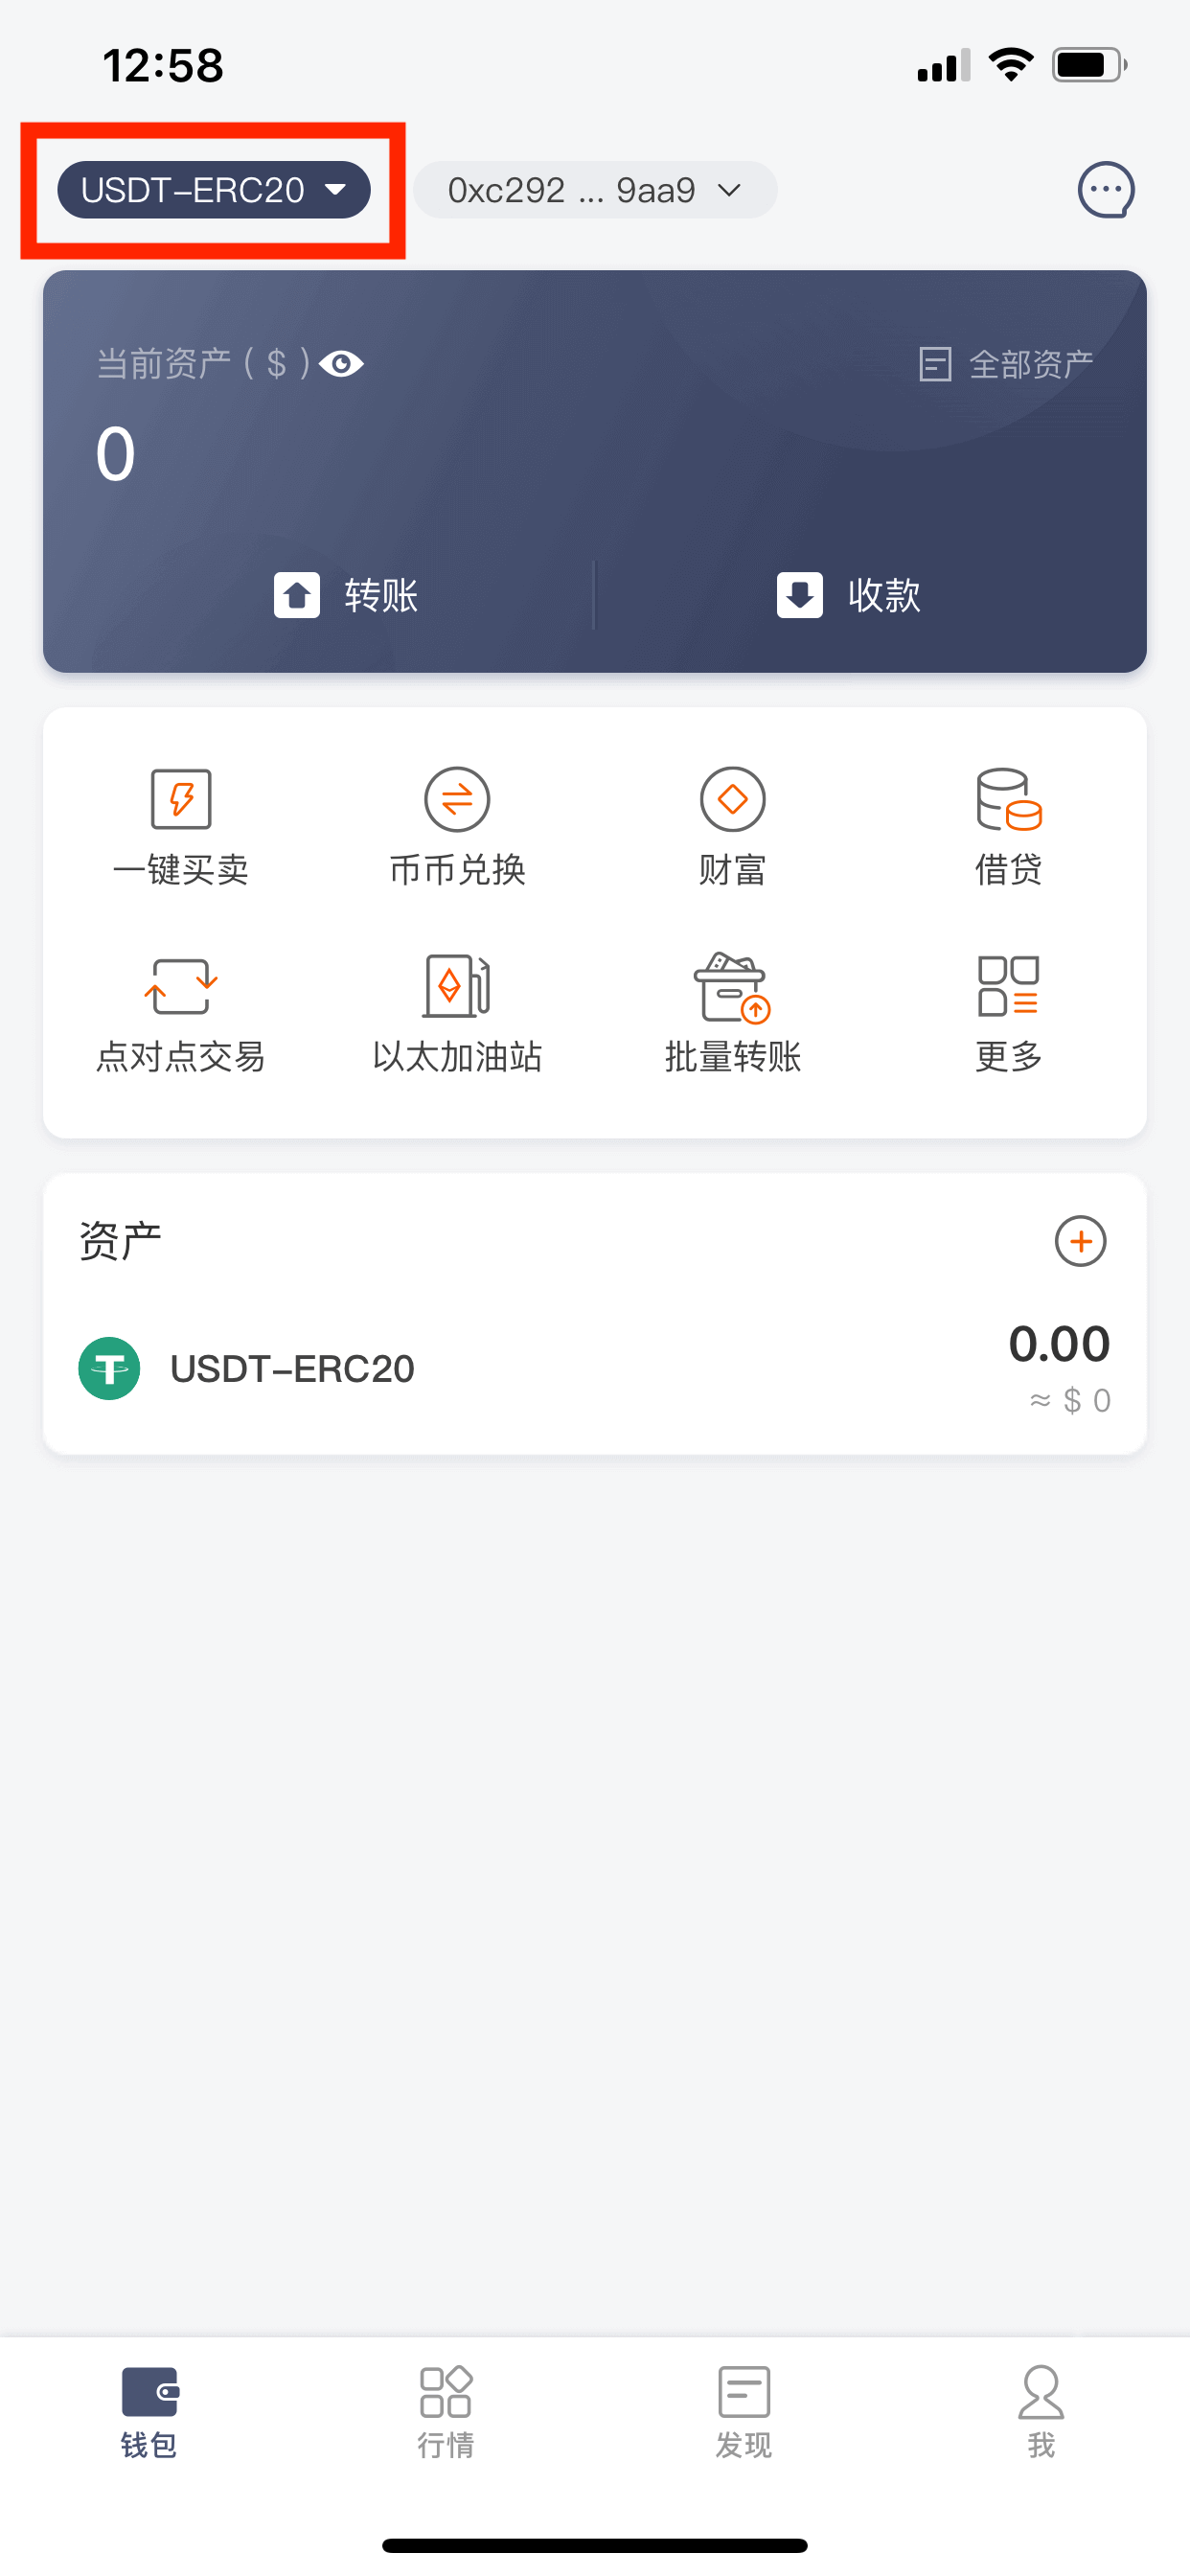 12:58
USDT-ERC20
0xc292 ... 9aa9
当前资产 ( $ )
全部资产
0
转账
收款
一键买卖
币币兑换
财富
借贷
点对点交易
以太加油站
批量转账
更多
资产
USDT-ERC20
0.00
≈ $ 0
钱包
行情
发现
我